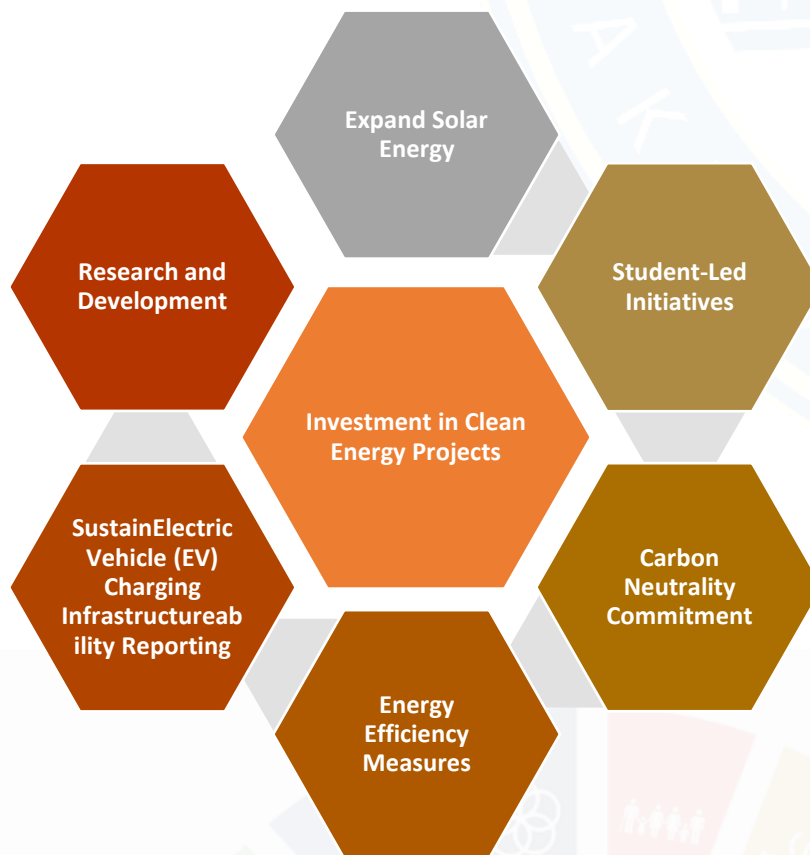 Expand Solar
Energy
Research and
Development
Student-Led
Initiatives
Investment in Clean
Energy Projects
SustainElectric
Vehicle (EV)
Charging
Infrastructureab
ility Reporting
Carbon
Neutrality
Commitment
Energy
Efficiency
Measures
A K